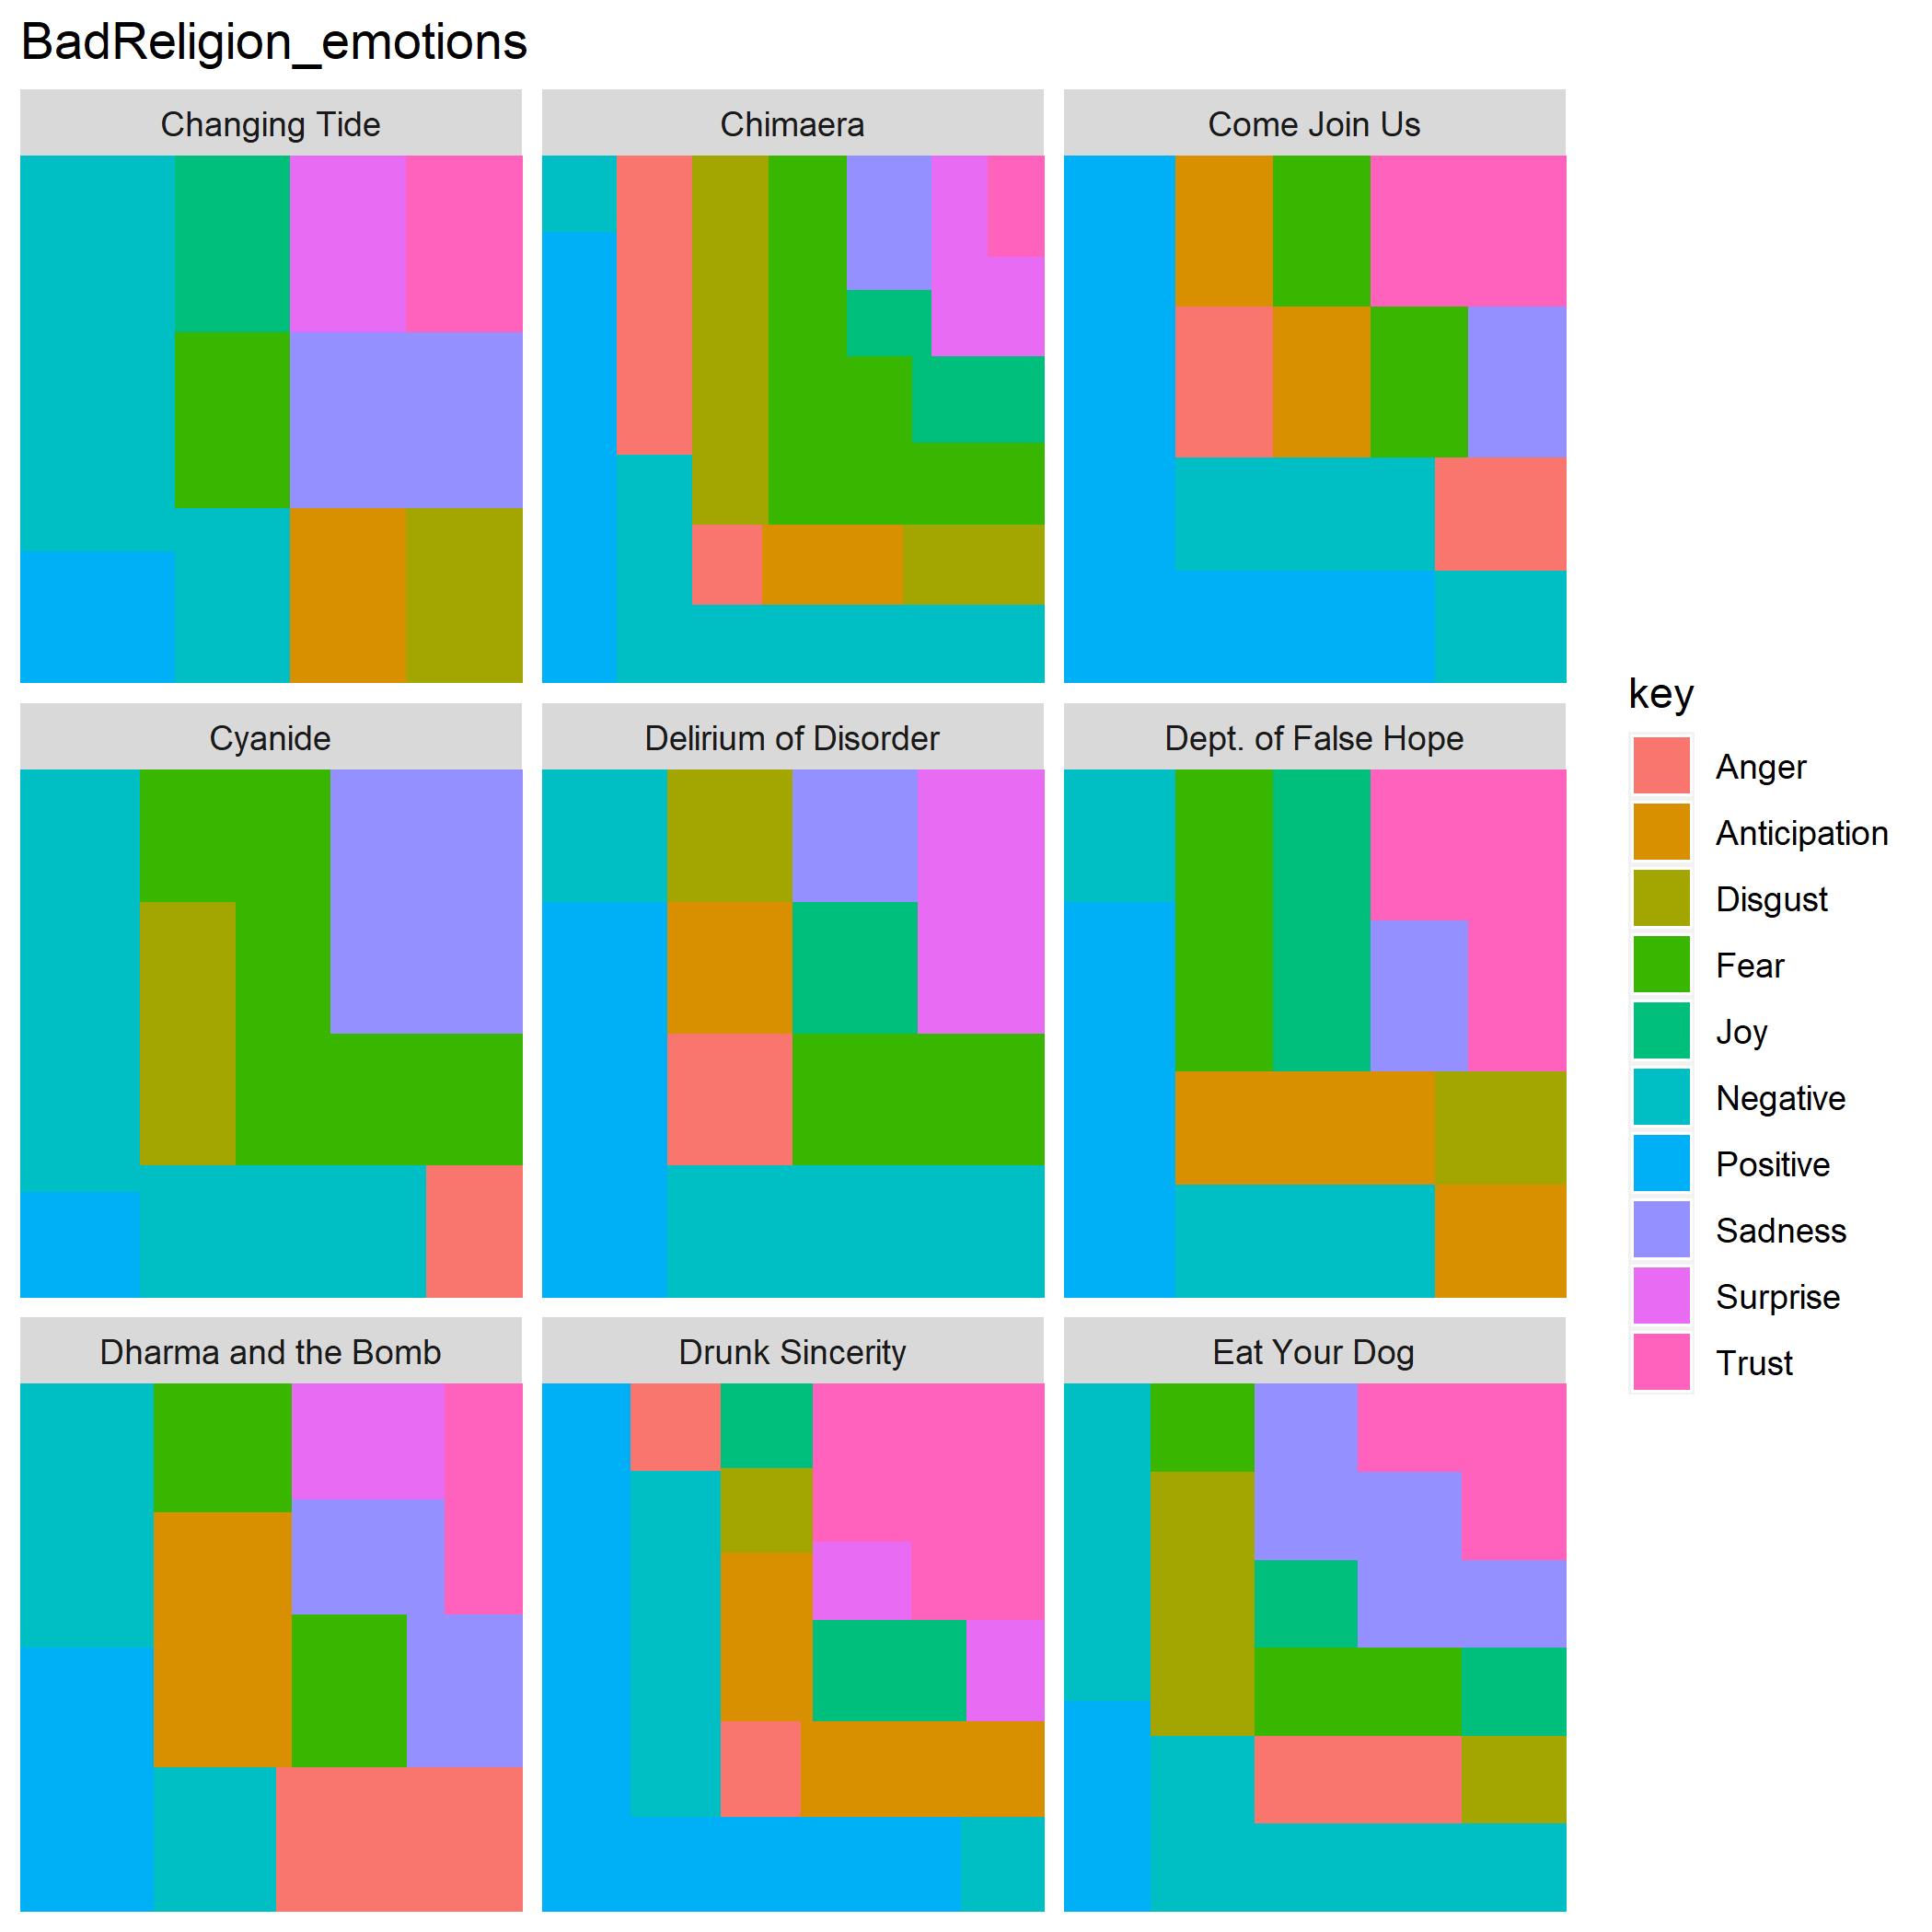 BadReligion_emotions
Changing Tide
Chimaera
Come Join Us
Cyanide
Delirium of Disorder
Dept. of False Hope
Dharma and the Bomb
Drunk Sincerity
Eat Your Dog
key
Anger
Anticipation
Disgust
Fear
Joy
Negative
Positive
Sadness
Surprise
Trust